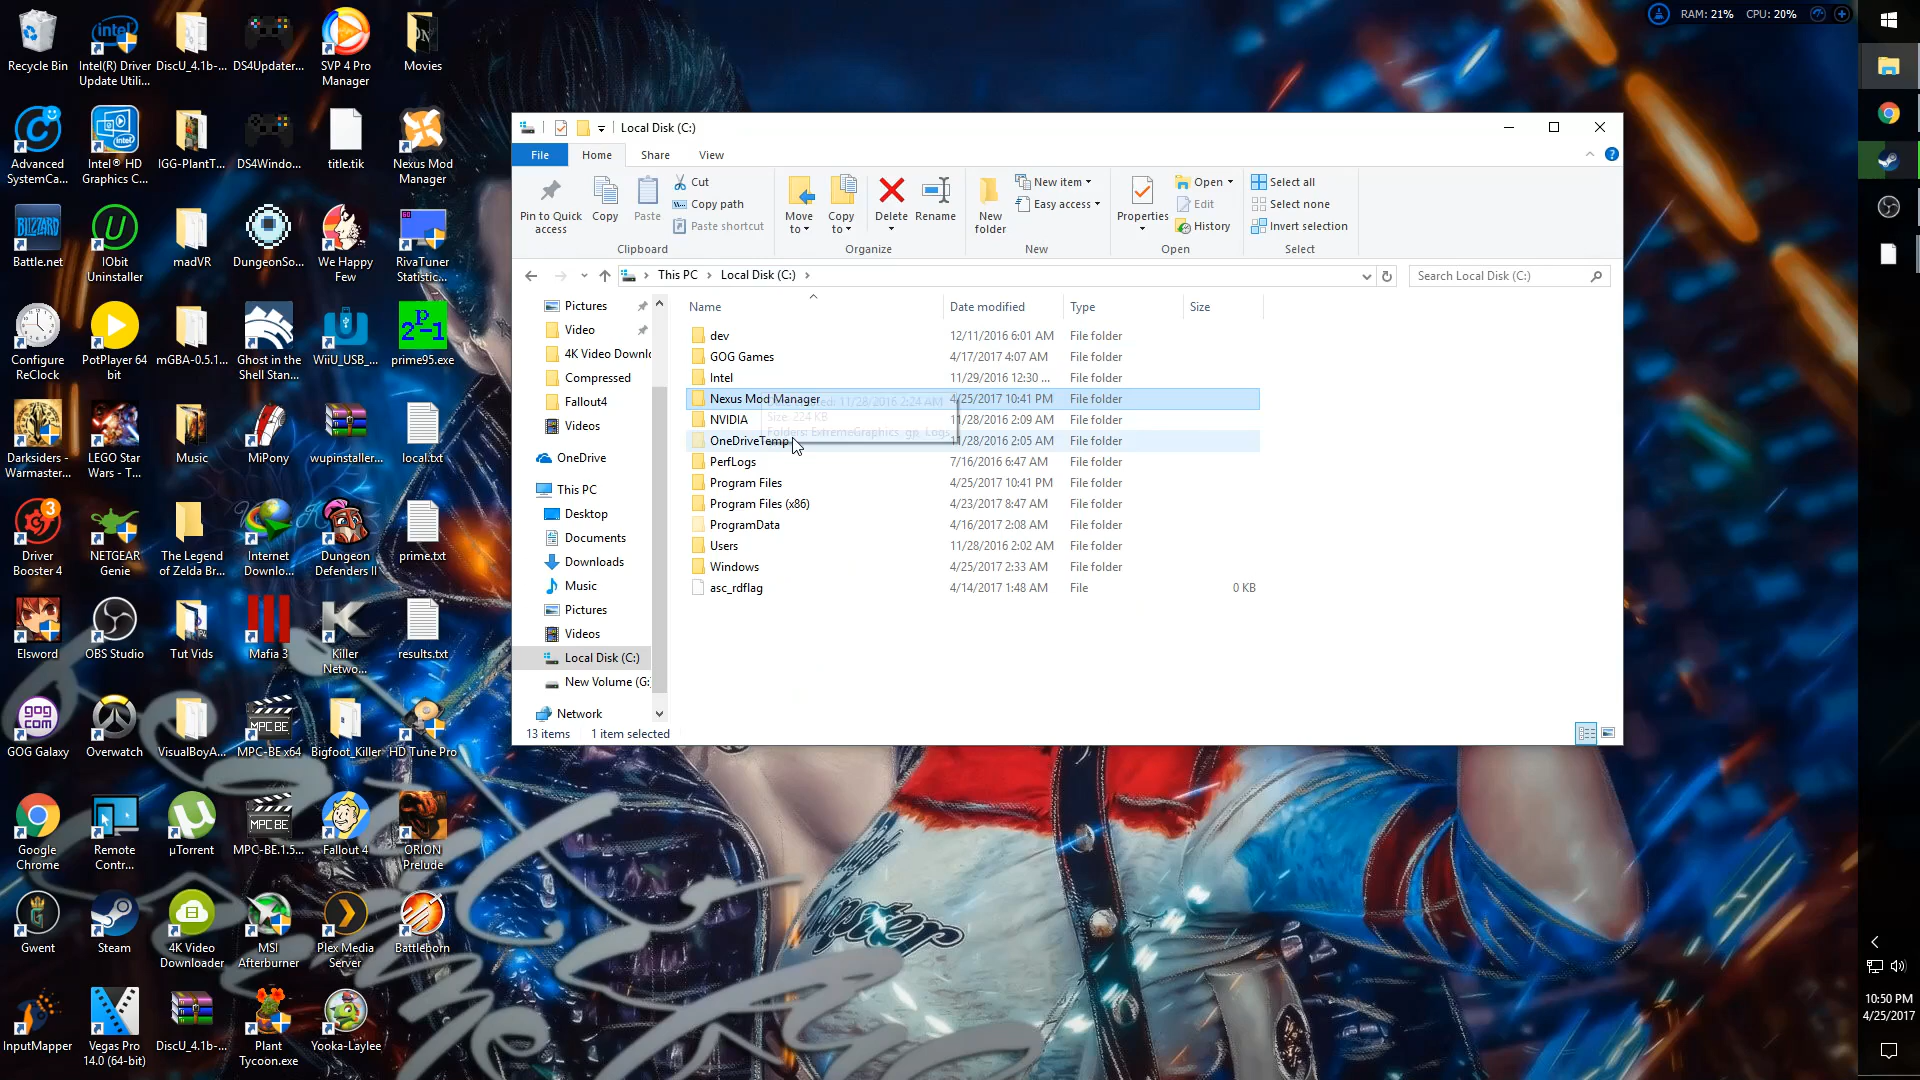 RAM: 21%
CPU: 20%
Recycle Bin
Intel(R) Driver
Update Utili...
DiscU_4.1b-...
DS4Updater...
SVP 4 Pro
Manager
Movies
Advanced
SystemCa...
Intel® HD
Graphics C...
IGG-PlantT...
DS4Windo...
title.tik
Nexus Mod
Manager
Battle.net
IObit
Uninstaller
madVR
DungeonSo...
We Happy
Few
RivaTuner
Statistic...
Configure
ReClock
PotPlayer 64
bit
mGBA-0.5.1...
Ghost in the
Shell Stan...
WiiU_USB_...
prime95.exe
Darksiders -
Warmaster...
LEGO Star
Wars - T...
Music
MiPony
wupinstaller...
local.txt
Driver
Booster 4
NETGEAR
Genie
The Legend
of Zelda Br...
Internet
Downlo...
Dungeon
Defenders II
prime.txt
Elsword
OBS Studio
Tut Vids
Mafia 3
Killer
Netwo...
results.txt
GOG Galaxy
Overwatch
VisualBoyA...
MPC-BE x64
Bigfoot_Killer
HD Tune Pro
Google
Chrome
Remote
Contr...
µTorrent
MPC-BE.1.5...
Fallout 4
ORION
Prelude
Gwent
Steam
4K Video
Downloader
MSI
Afterburner
Plex Media
Server
Battleborn
InputMapper
Vegas Pro
14.0 (64-bit)
DiscU_4.1b-...
Plant
Tycoon.exe
Yooka-Laylee
Local Disk (C:)
File
Home
Share
View
Pin to Quick
access
Copy
Paste
Cut
Copy path
Paste shortcut
Clipboard
Move
to
Copy
to
Delete
Rename
Organize
New
folder
New item
Easy access
New
Properties
Open
Edit
History
Open
Select all
Select none
Invert selection
Select
This PC
Local Disk (C:)
Search Local Disk (C:)
Pictures
Video
4K Video Downlo
Compressed
Fallout4
Videos
OneDrive
This PC
Desktop
Documents
Downloads
Music
Pictures
Videos
Local Disk (C:)
New Volume (G:
Network
Name
Date modified
Type
Size
dev 12/11/2016 6:01 AM File folder
GOG Games 4/17/2017 4:07 AM File folder
Intel 11/29/2016 12:30 ... File folder
Nexus Mod Manager 4/25/2017 10:41 PM File folder
NVIDIA 11/28/2016 2:09 AM File folder
OneDriveTemp 11/28/2016 2:05 AM File folder
PerfLogs 7/16/2016 6:47 AM File folder
Program Files 4/25/2017 10:41 PM File folder
Program Files (x86) 4/23/2017 8:47 AM File folder
ProgramData 4/16/2017 2:08 AM File folder
Users 11/28/2016 2:02 AM File folder
Windows 4/25/2017 2:33 AM File folder
asc_rdflag 4/14/2017 1:48 AM File 0 KB
11/28/2016 2:24 AM
Size: 224 KB
Folders: ExtremeGraphics, gp, Logs
13 items
1 item selected
10:50 PM
4/25/2017